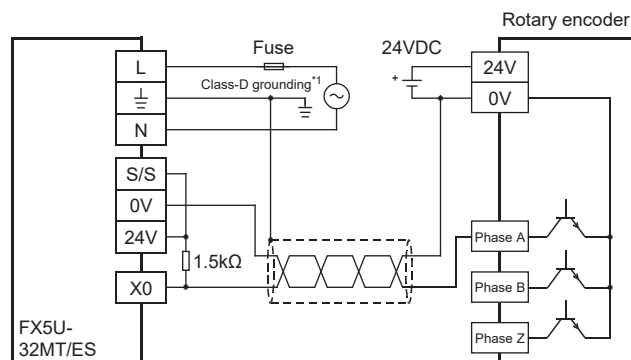 Rotary encoder
L
Fuse
24VDC
24V
Class-D grounding*1
+
0V
N
S/S
0V
24V
1.5kΩ
X0
Phase A
Phase B
Phase Z
FX5U-
32MT/ES